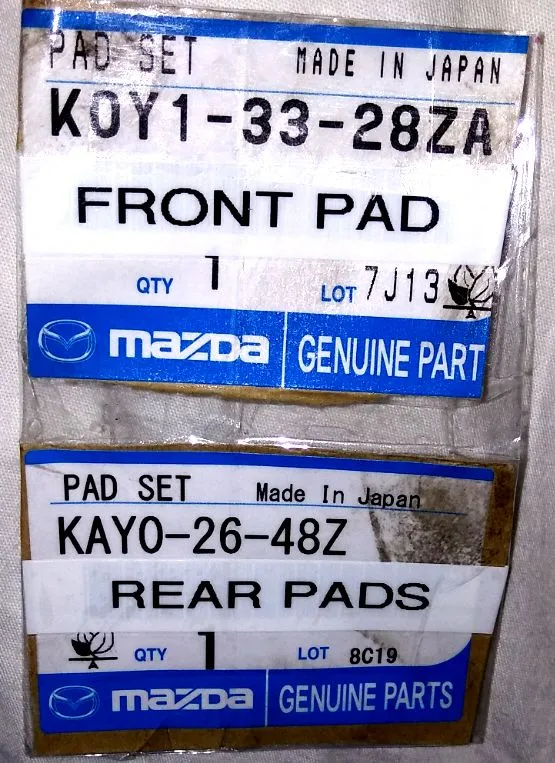 PAD SET MADE IN JAPAN
K0Y1-33-28ZA
FRONT PAD
QTY 1 LOT 7J13
mazda GENUINE PART
PAD SET Made In Japan
KAY0-26-48Z
REAR PADS
QTY 1 LOT 8C19
mazda GENUINE PARTS